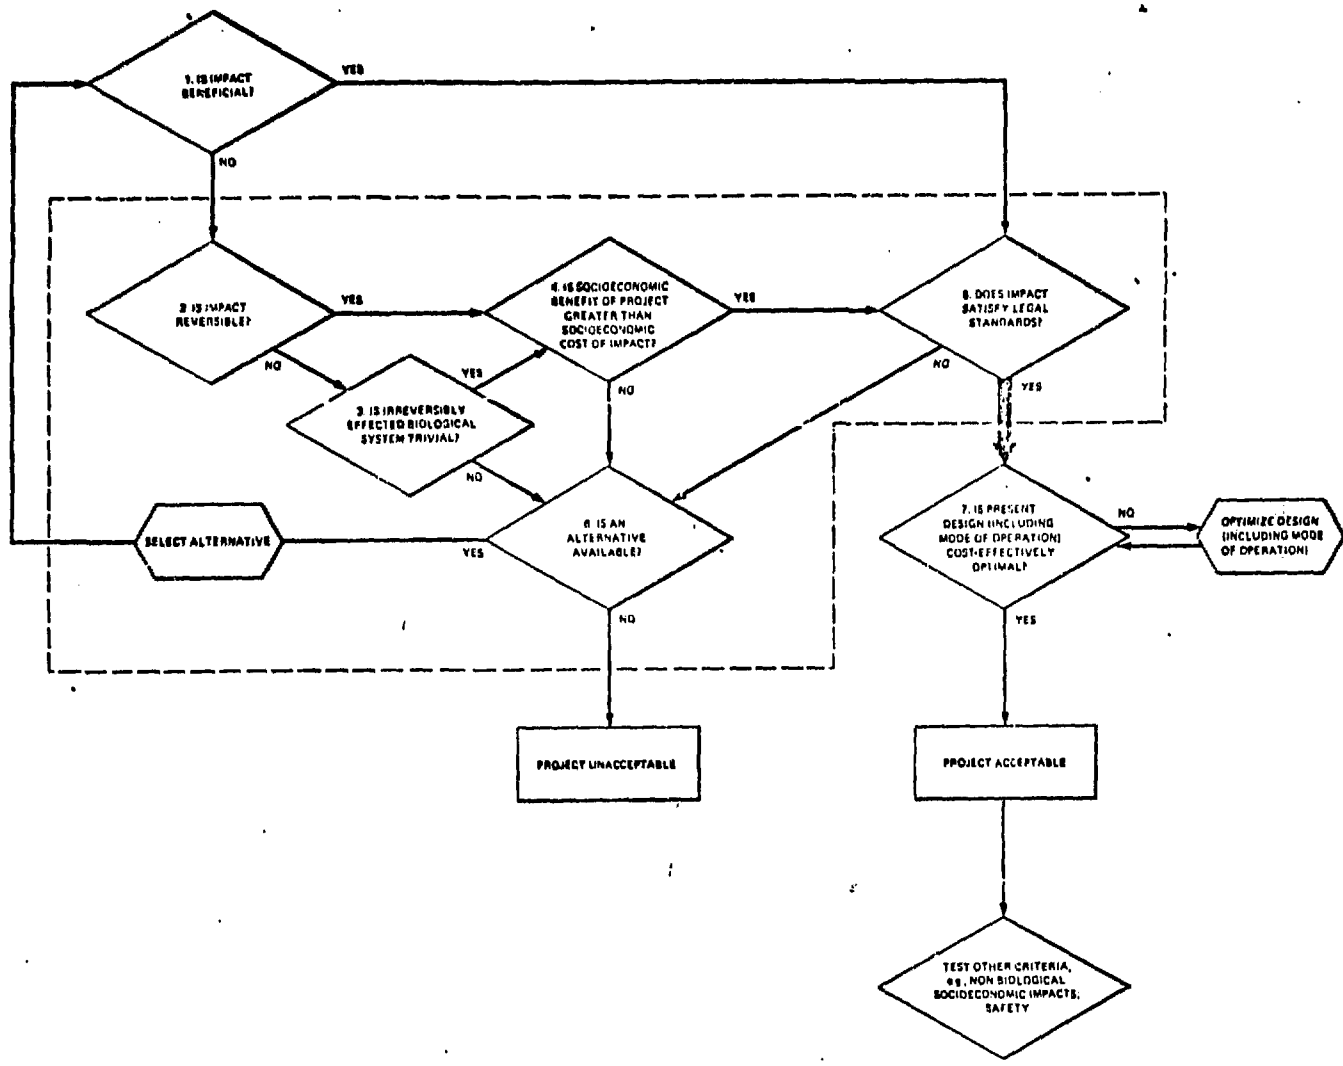 1. IS IMPACT
BENEFICIAL?
YES
NO
2 IS IMPACT
REVERSIBLE?
YES
NO
4. IS SOCIOECONOMIC
BENEFIT OF PROJECT
GREATER THAN
SOCIOECONOMIC
COST OF IMPACT?
YES
NO
DOES IMPACT
SATISFY LEGAL
STANDARDS?
NO
YES
3. IS IRREVERSIBLY
EFFECTED BIOLOGICAL
SYSTEM TRIVIAL?
YES
NO
SELECT ALTERNATIVE
YES
6 IS AN
ALTERNATIVE
AVAILABLE?
NO
7. IS PRESENT
DESIGN (INCLUDING
MODE OF OPERATION)
COST-EFFECTIVELY
OPTIMAL?
NO
YES
OPTIMIZE DESIGN
(INCLUDING MODE
OF OPERATION)
PROJECT UNACCEPTABLE
PROJECT ACCEPTABLE
TEST OTHER CRITERIA,
eg., NON BIOLOGICAL
SOCIOECONOMIC IMPACTS;
SAFETY